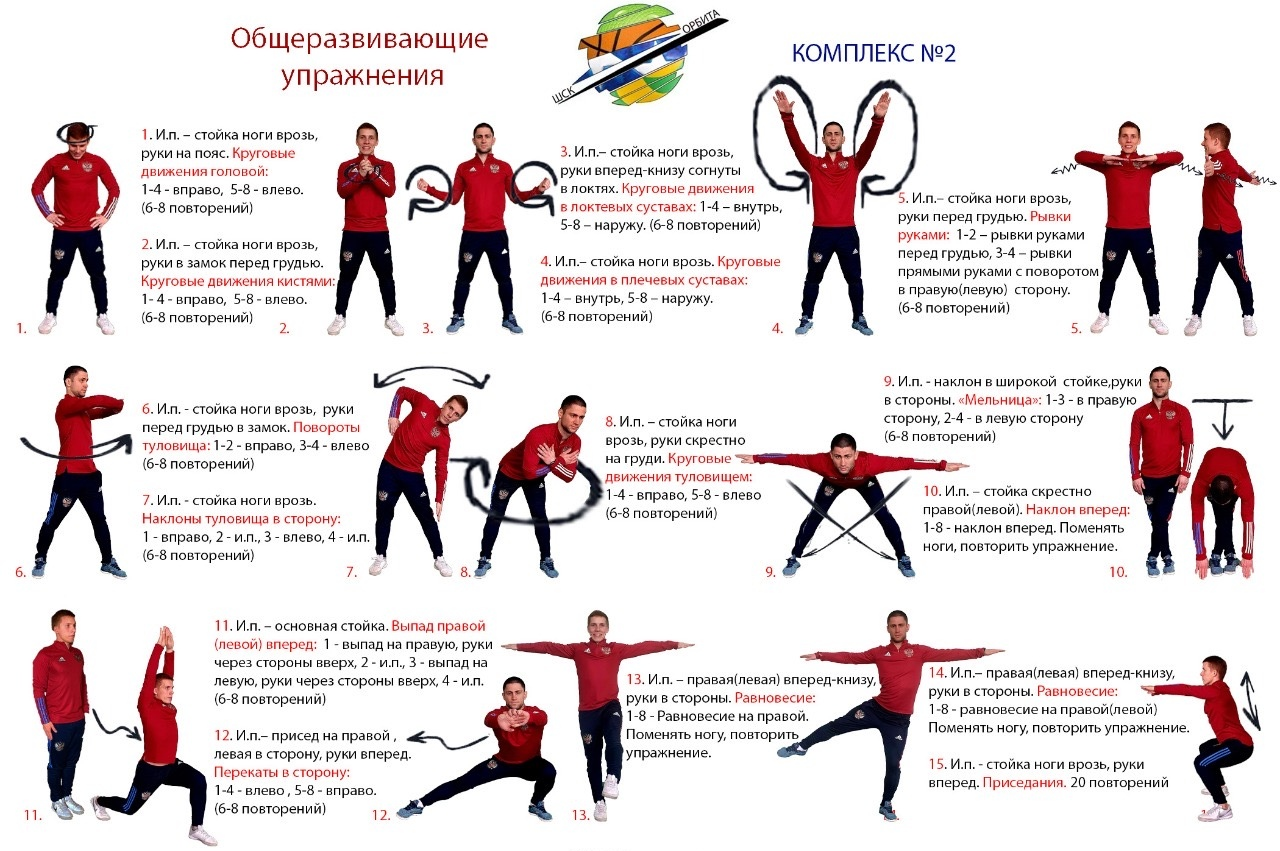 Общеразвивающие
упражнения
ШСК
ОРБИТА
КОМПЛЕКС №2
1. И.п. – стойка ноги врозь,
руки на пояс. Круговые
движения головой:
1-4 - вправо, 5-8 – влево.
(6-8 повторений)
1.
2. И.п. – стойка ноги врозь,
руки в замок перед грудью.
Круговые движения кистями:
1- 4 - вправо, 5-8 - влево.
(6-8 повторений)
2.
3. И.п.– стойка ноги врозь,
руки вперед-книзу согнуты
в локтях. Круговые движения
в локтевых суставах: 1-4 – внутрь,
5-8 – наружу. (6-8 повторений)
3.
4. И.п.– стойка ноги врозь. Круговые
движения в плечевых суставах:
1-4 – внутрь, 5-8 – наружу.
(6-8 повторений)
4.
5. И.п.– стойка ноги врозь,
руки перед грудью. Рывки
руками: 1-2 – рывки руками
перед грудью, 3-4 – рывки
прямыми руками с поворотом
в правую(левую) сторону.
(6-8 повторений)
5.
6. И.п. - стойка ноги врозь, руки
перед грудью в замок. Повороты
туловища: 1-2 - вправо, 3-4 – влево
(6-8 повторений)
6.
7. И.п. - стойка ноги врозь.
Наклоны туловища в сторону:
1 - вправо, 2 - и.п., 3 – влево, 4 - и.п.
(6-8 повторений)
7.
8. И.п. – стойка ноги
врозь, руки скрестно
на груди. Круговые
движения туловищем:
1-4 - вправо, 5-8 – влево
(6-8 повторений)
8.
9. И.п. - наклон в широкой стойке,руки
в стороны. «Мельница»: 1-3 - в правую
сторону, 2-4 - в левую сторону
(6-8 повторений)
9.
10. И.п. – стойка скрестно
правой(левой). Наклон вперед:
1-8 - наклон вперед. Поменять
ноги, повторить упражнение.
10.
11. И.п. – основная стойка. Выпад правой
(левой) вперед: 1 - выпад на правую, руки
через стороны вверх, 2 - и.п., 3 - выпад на
левую, руки через стороны вверх, 4 - и.п.
(6-8 повторений)
11.
12. И.п.– присед на правой ,
левая в сторону, руки вперед.
Перекаты в сторону:
1-4 – влево , 5-8 – вправо.
(6-8 повторений)
12.
13. И.п. – правая(левая) вперед-книзу,
руки в стороны. Равновесие:
1-8 - Равновесие на правой.
Поменять ногу, повторить
упражнение.
13.
14. И.п.– правая(левая) вперед-книзу,
руки в стороны. Равновесие:
1-8 - равновесие на правой(левой)
Поменять ногу, повторить упражнение.
15. И.п. - стойка ноги врозь, руки
вперед. Приседания. 20 повторений